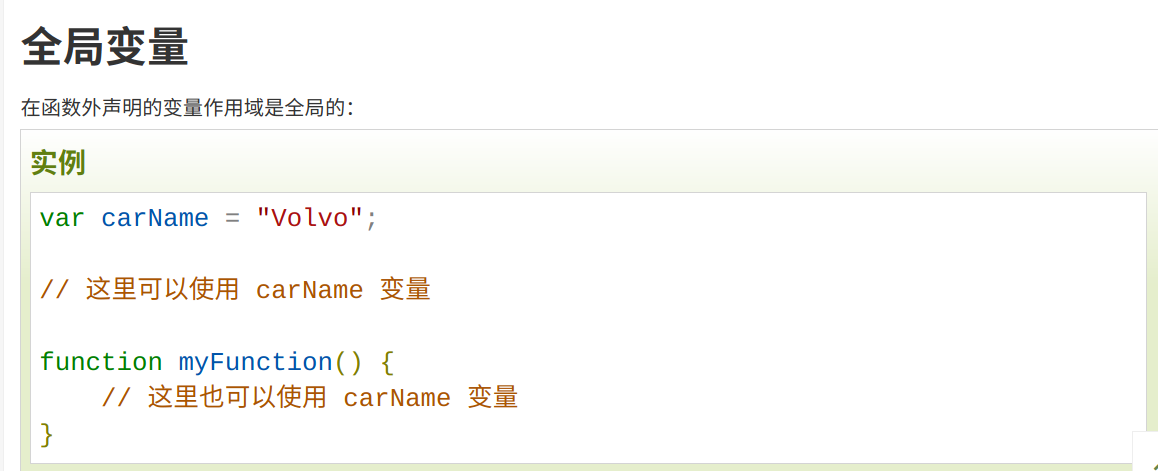 全局变量
在函数外声明的变量作用域是全局的：
实例
var carName = "Volvo";
// 这里可以使用 carName 变量
function myFunction() {
// 这里也可以使用 carName 变量
}